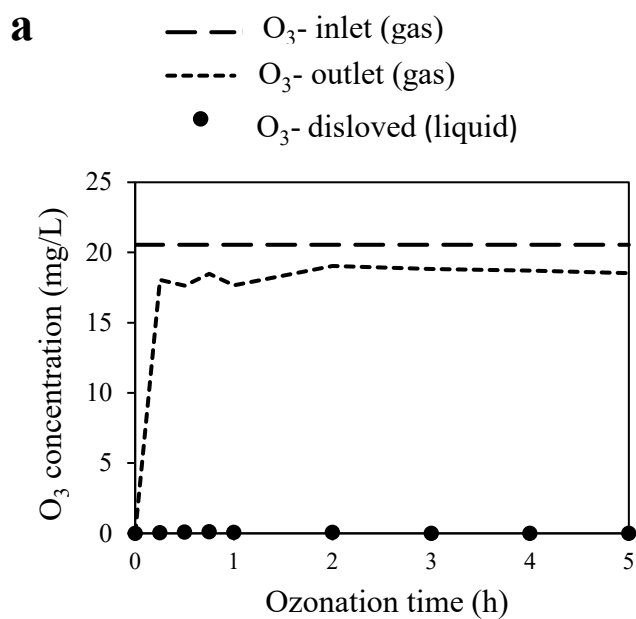 a
O₃- inlet (gas)
O₃- outlet (gas)
O₃- disloved (liquid)
O₃ concentration (mg/L)
25
20
15
10
5
0
0 1 2 3 4 5
Ozonation time (h)